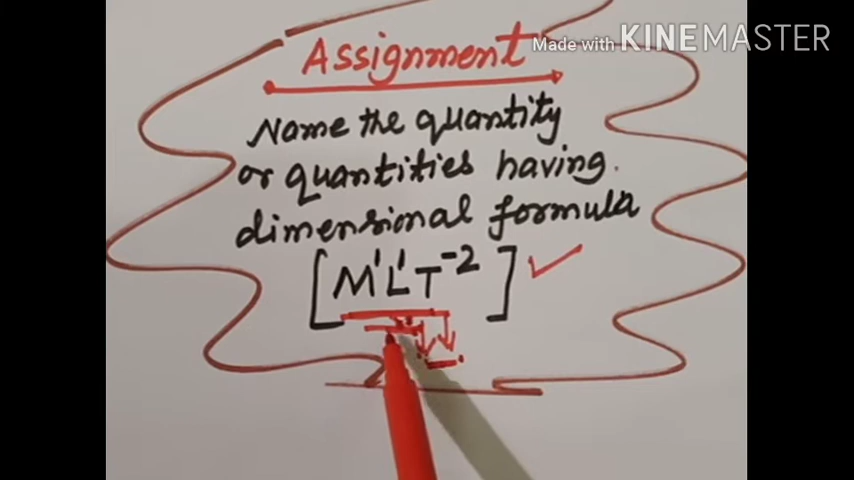 Made with KINEMASTER
Assignment
Name the quantity
or quantities having.
dimensional formula
[M¹L¹T⁻²] ✓